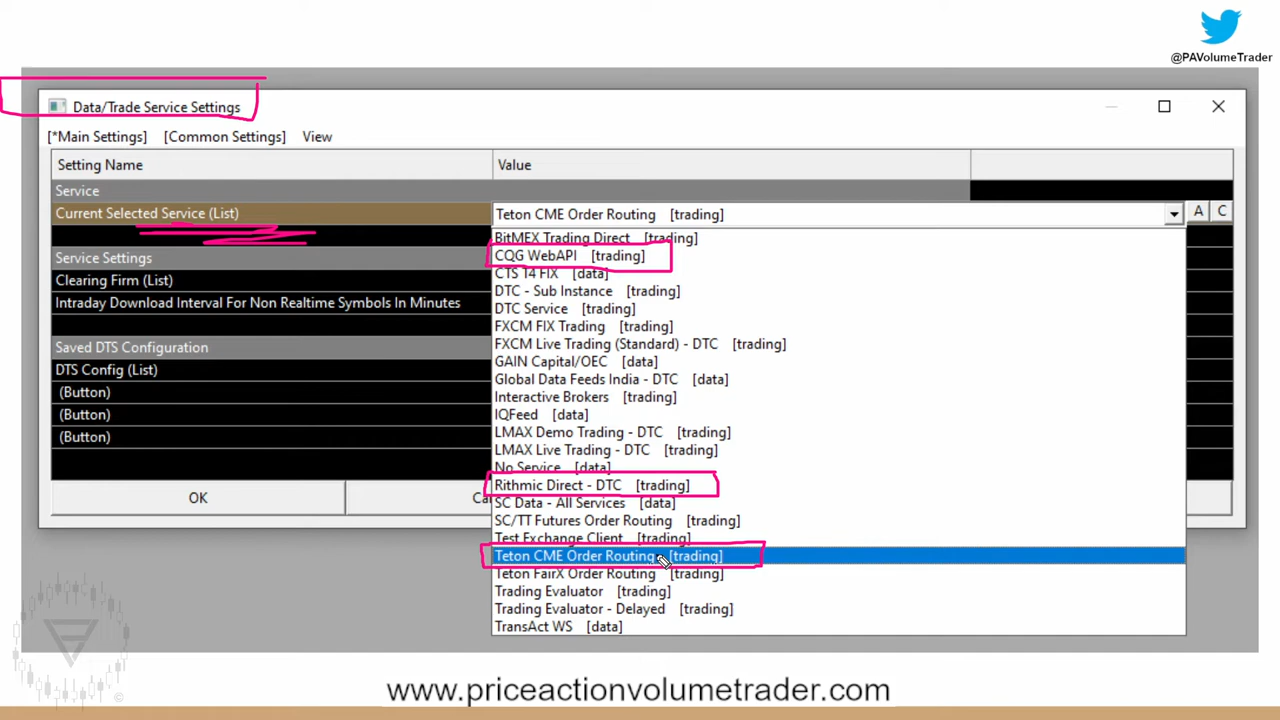 @PAVolumeTrader
Data/Trade Service Settings
[*Main Settings] [Common Settings] View
Setting Name Value
Service
Current Selected Service (List) Teton CME Order Routing [trading] A C
BitMEX Trading Direct [trading]
CQG WebAPI [trading]
Service Settings
CTS T4 FIX [data]
Clearing Firm (List)
DTC - Sub Instance [trading]
Intraday Download Interval For Non Realtime Symbols In Minutes
DTC Service [trading]
FXCM FIX Trading [trading]
Saved DTS Configuration
FXCM Live Trading (Standard) - DTC [trading]
DTS Config (List)
GAIN Capital/OEC [data]
Global Data Feeds India - DTC [data]
(Button)
Interactive Brokers [trading]
(Button)
IQFeed [data]
(Button)
LMAX Demo Trading - DTC [trading]
LMAX Live Trading - DTC [trading]
No Service [data]
Rithmic Direct - DTC [trading]
OK Ca
SC Data - All Services [data]
SC/TT Futures Order Routing [trading]
Test Exchange Client [trading]
Teton CME Order Routing [trading]
Teton FairX Order Routing [trading]
Trading Evaluator [trading]
Trading Evaluator - Delayed [trading]
TransAct WS [data]
www.priceactionvolumetrader.com